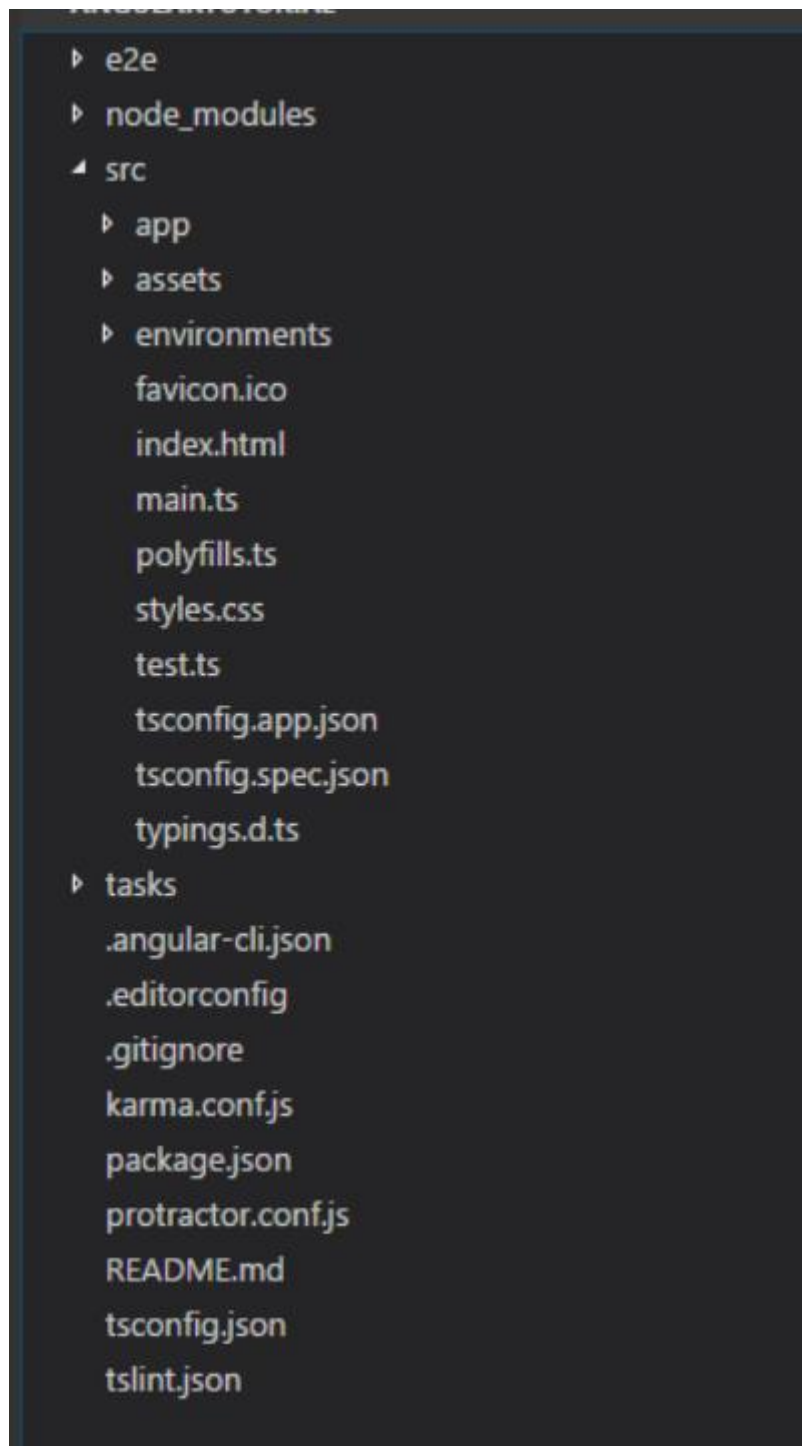 e2e
node_modules
src
app
assets
environments
favicon.ico
index.html
main.ts
polyfills.ts
styles.css
test.ts
tsconfig.app.json
tsconfig.spec.json
typings.d.ts
tasks
.angular-cli.json
.editorconfig
.gitignore
karma.conf.js
package.json
protractor.conf.js
README.md
tsconfig.json
tslint.json